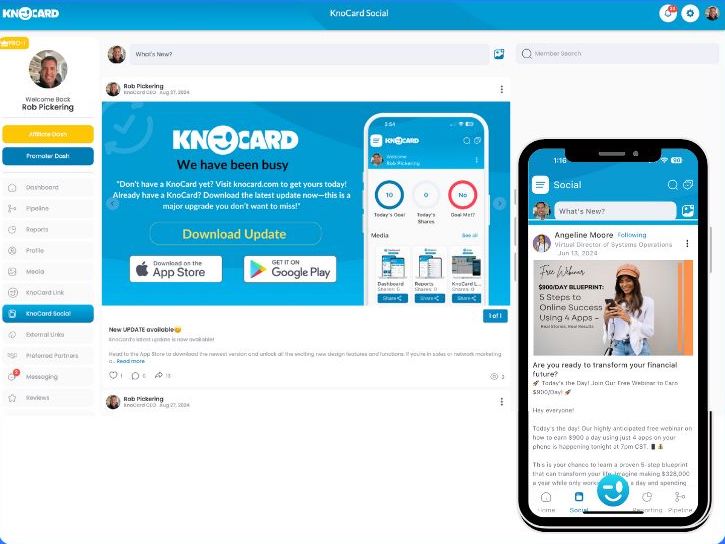 KNOCARD
KnoCard Social
PRO
Welcome Back
Rob Pickering
Affiliate Dash
Promoter Dash
Dashboard
Pipeline
Reports
Profile
Media
KnoCard Link
KnoCard Social
External Links
Preferred Partners
Messaging
Reviews
What's New?
Member Search
Rob Pickering
KnoCard CEO Aug 27, 2024
KNOCARD
We have been busy
"Don't have a KnoCard yet? Visit knocard.com to get yours today!
Already have a KnoCard? Download the latest update now—this is a
major upgrade you don't want to miss!"
Download Update
Download on the
App Store
GET IT ON
Google Play
KNOCARD
Welcome
Rob Pickering
10
0
No
Today's Goal
Today's
Shares
Goal Met?
Media
See all
Dashboard
Reports
KnoCard L...
Shares: 0
Shares: 0
Shares: 0
Share
Share
Share
1 of 1
New UPDATE available
KnoCard's latest update is now available!
Head to the App Store to download the newest version and unlock all the exciting new design features and functions. If you're in sales or network marketing
a... Read more
1
0
13
Rob Pickering
KnoCard CEO Aug 27, 2024
1:16
50
Social
What's New?
Angeline Moore Following
Virtual Director of Systems Operations
Jun 13, 2024
Free Webinar
$900/DAY BLUEPRINT:
5 Steps to
Online Success
Using 4 Apps –
Real Stories, Real Results
Are you ready to transform your financial
future?
🚀 Today's the Day! Join Our Free Webinar to Earn
$900/Day! 🚀
Hey everyone!
Today's the day! Our highly anticipated free webinar on
how to earn $900 a day using just 4 apps on your
phone is happening tonight at 7pm CST.
This is your chance to learn a proven 5-step blueprint
that can transform your life. Imagine making $328,000
a year while only work a day and spending
Home
Social
Reporting
Pipeline